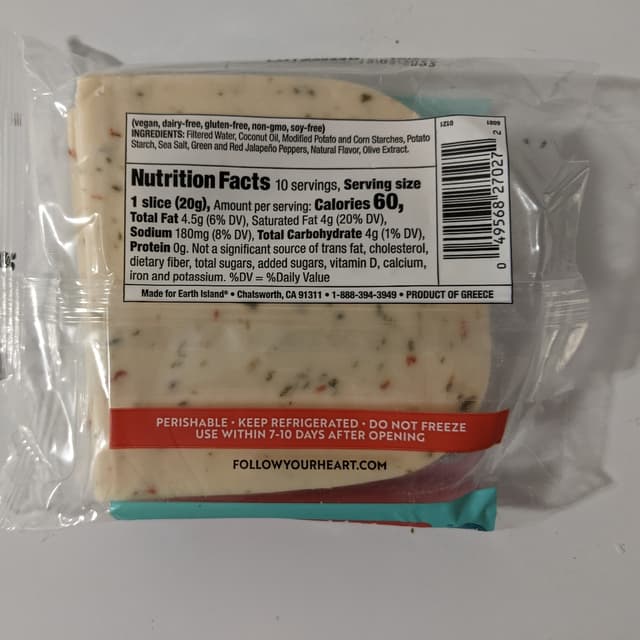 (vegan, dairy-free, gluten-free, non-gmo, soy-free)
INGREDIENTS: Filtered Water, Coconut Oil, Modified Potato and Corn Starches, Potato
Starch, Sea Salt, Green and Red Jalapeño Peppers, Natural Flavor, Olive Extract.
Nutrition Facts 10 servings, Serving size
1 slice (20g), Amount per serving: Calories 60,
Total Fat 4.5g (6% DV), Saturated Fat 4g (20% DV),
Sodium 180mg (8% DV), Total Carbohydrate 4g (1% DV),
Protein 0g. Not a significant source of trans fat, cholesterol,
dietary fiber, total sugars, added sugars, vitamin D, calcium,
iron and potassium. %DV = %Daily Value
Made for Earth Island® • Chatsworth, CA 91311 • 1-888-394-3949 • PRODUCT OF GREECE
0 49568 27027 2
PERISHABLE • KEEP REFRIGERATED • DO NOT FREEZE
USE WITHIN 7-10 DAYS AFTER OPENING
FOLLOWYOURHEART.COM